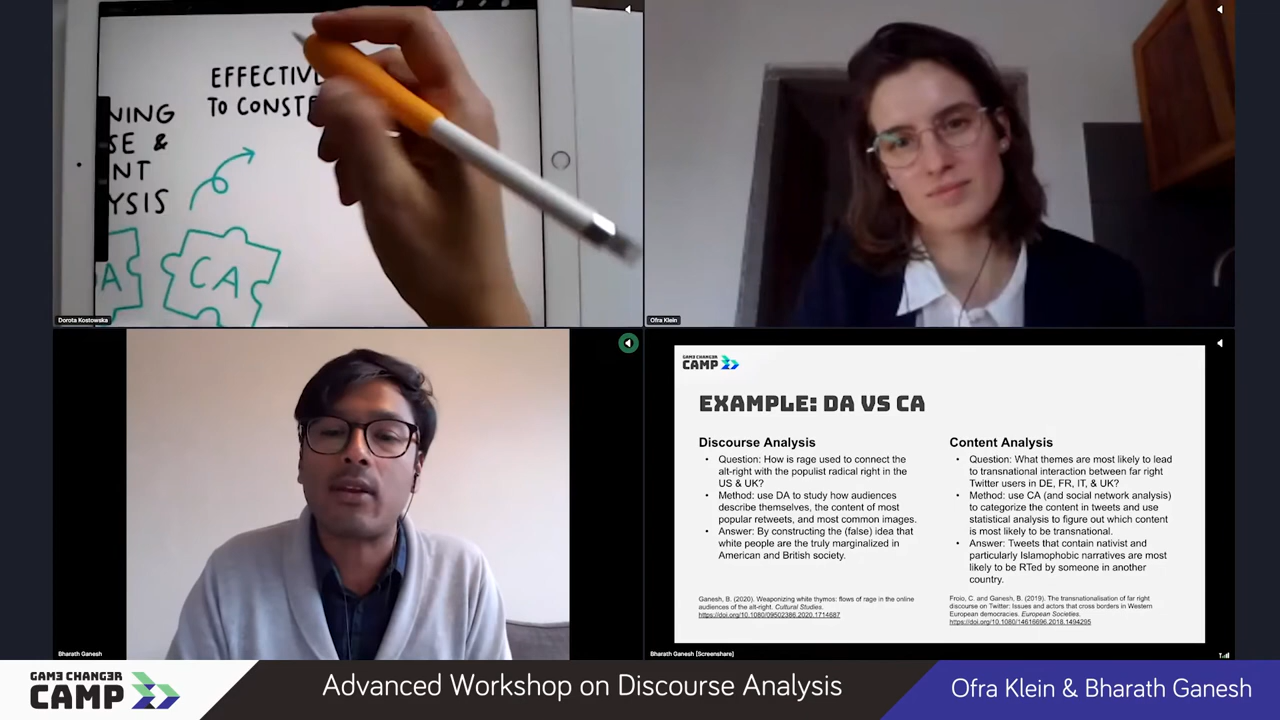 EFFECTIVE
TO CONSTR
NING
SE &
NT
YSIS
A
CA
Dorota Kostowska
Ofra Klein
Bharath Ganesh
GAME CHANGER
CAMP
EXAMPLE: DA VS CA
Discourse Analysis
• Question: How is rage used to connect the
alt-right with the populist radical right in the
US & UK?
• Method: use DA to study how audiences
describe themselves, the content of most
popular retweets, and most common images.
• Answer: By constructing the (false) idea that
white people are the truly marginalized in
American and British society.
Ganesh, B. (2020). Weaponizing white thymos: flows of rage in the online
audiences of the alt-right. Cultural Studies.
https://doi.org/10.1080/09502386.2020.1714687
Content Analysis
• Question: What themes are most likely to lead
to transnational interaction between far right
Twitter users in DE, FR, IT, & UK?
• Method: use CA (and social network analysis)
to categorize the content in tweets and use
statistical analysis to figure out which content
is most likely to be transnational.
• Answer: Tweets that contain nativist and
particularly Islamophobic narratives are most
likely to be RTed by someone in another
country.
Froio, C. and Ganesh, B. (2019). The transnationalisation of far right
discourse on Twitter: Issues and actors that cross borders in Western
European democracies. European Societies.
https://doi.org/10.1080/14616696.2018.1494295
Bharath Ganesh [Screenshare]
GAM3 CHANG3R
CAMP
Advanced Workshop on Discourse Analysis
Ofra Klein & Bharath Ganesh